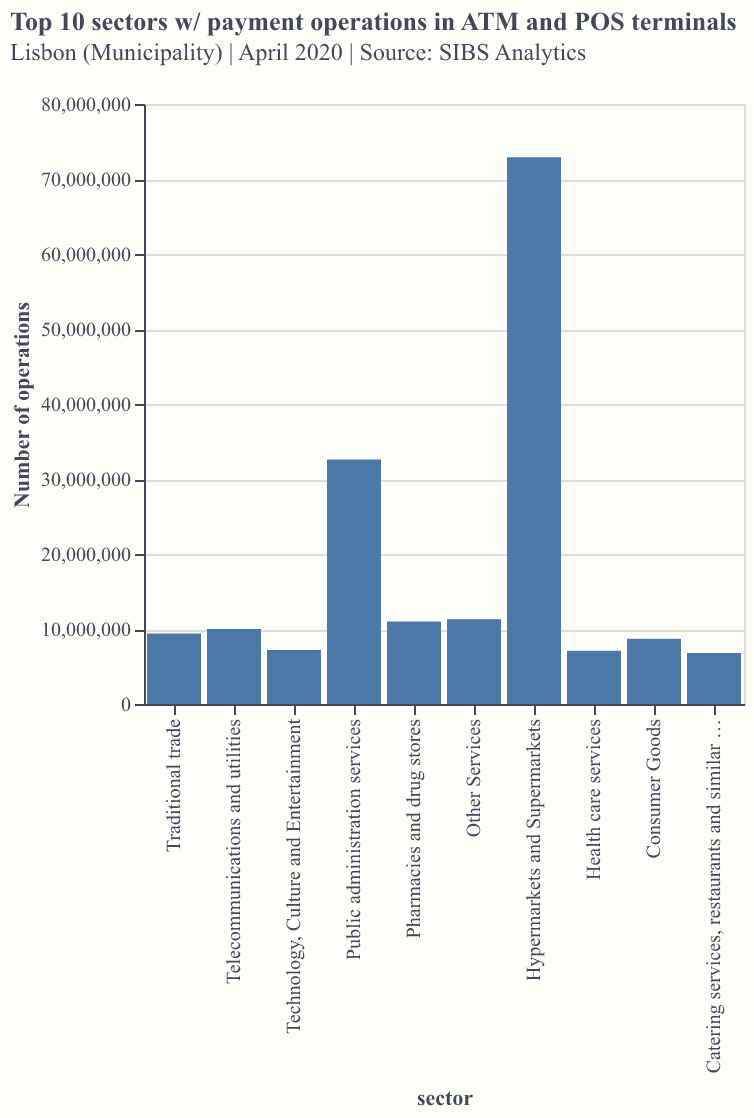 Top 10 sectors w/ payment operations in ATM and POS terminals
Lisbon (Municipality) | April 2020 | Source: SIBS Analytics
Number of operations
80,000,000
70,000,000
60,000,000
50,000,000
40,000,000
30,000,000
20,000,000
10,000,000
0
Traditional trade
Telecommunications and utilities
Technology, Culture and Entertainment
Public administration services
Pharmacies and drug stores
Other Services
Hypermarkets and Supermarkets
Health care services
Consumer Goods
Catering services, restaurants and similar …
sector